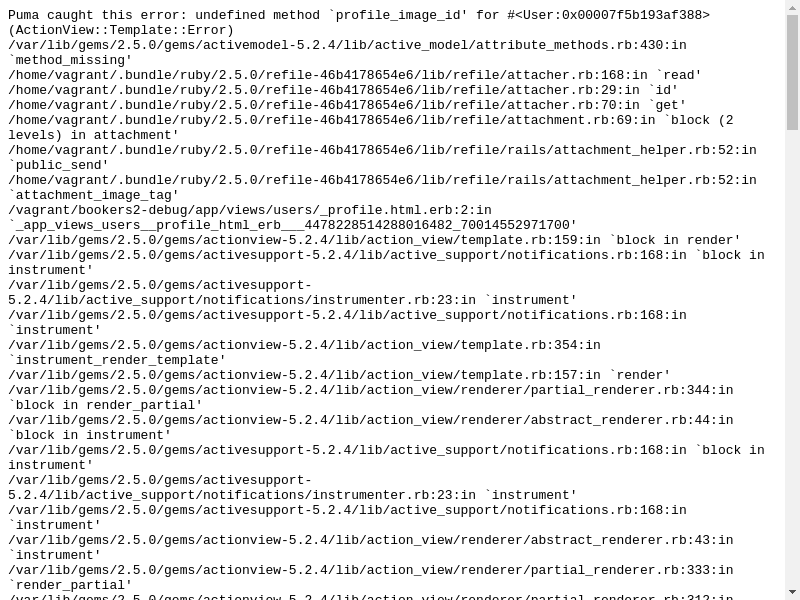 Puma caught this error: undefined method `profile_image_id' for #<User:0x00007f5b193af388>
(ActionView::Template::Error)
/var/lib/gems/2.5.0/gems/activemodel-5.2.4/lib/active_model/attribute_methods.rb:430:in
`method_missing'
/home/vagrant/.bundle/ruby/2.5.0/refile-46b4178654e6/lib/refile/attacher.rb:168:in `read'
/home/vagrant/.bundle/ruby/2.5.0/refile-46b4178654e6/lib/refile/attacher.rb:29:in `id'
/home/vagrant/.bundle/ruby/2.5.0/refile-46b4178654e6/lib/refile/attacher.rb:70:in `get'
/home/vagrant/.bundle/ruby/2.5.0/refile-46b4178654e6/lib/refile/attachment.rb:69:in `block (2
levels) in attachment'
/home/vagrant/.bundle/ruby/2.5.0/refile-46b4178654e6/lib/refile/rails/attachment_helper.rb:52:in
`public_send'
/home/vagrant/.bundle/ruby/2.5.0/refile-46b4178654e6/lib/refile/rails/attachment_helper.rb:52:in
`attachment_image_tag'
/vagrant/bookers2-debug/app/views/users/_profile.html.erb:2:in
`_app_views_users__profile_html_erb___4478228514288016482_70014552971700'
/var/lib/gems/2.5.0/gems/actionview-5.2.4/lib/action_view/template.rb:159:in `block in render'
/var/lib/gems/2.5.0/gems/activesupport-5.2.4/lib/active_support/notifications.rb:168:in `block in
instrument'
/var/lib/gems/2.5.0/gems/activesupport-
5.2.4/lib/active_support/notifications/instrumenter.rb:23:in `instrument'
/var/lib/gems/2.5.0/gems/activesupport-5.2.4/lib/active_support/notifications.rb:168:in
`instrument'
/var/lib/gems/2.5.0/gems/actionview-5.2.4/lib/action_view/template.rb:354:in
`instrument_render_template'
/var/lib/gems/2.5.0/gems/actionview-5.2.4/lib/action_view/template.rb:157:in `render'
/var/lib/gems/2.5.0/gems/actionview-5.2.4/lib/action_view/renderer/partial_renderer.rb:344:in
`block in render_partial'
/var/lib/gems/2.5.0/gems/actionview-5.2.4/lib/action_view/renderer/abstract_renderer.rb:44:in
`block in instrument'
/var/lib/gems/2.5.0/gems/activesupport-5.2.4/lib/active_support/notifications.rb:168:in `block in
instrument'
/var/lib/gems/2.5.0/gems/activesupport-
5.2.4/lib/active_support/notifications/instrumenter.rb:23:in `instrument'
/var/lib/gems/2.5.0/gems/activesupport-5.2.4/lib/active_support/notifications.rb:168:in
`instrument'
/var/lib/gems/2.5.0/gems/actionview-5.2.4/lib/action_view/renderer/abstract_renderer.rb:43:in
`instrument'
/var/lib/gems/2.5.0/gems/actionview-5.2.4/lib/action_view/renderer/partial_renderer.rb:333:in
`render_partial'
/var/lib/gems/2.5.0/gems/actionview-5.2.4/lib/action_view/renderer/partial_renderer.rb:312:in